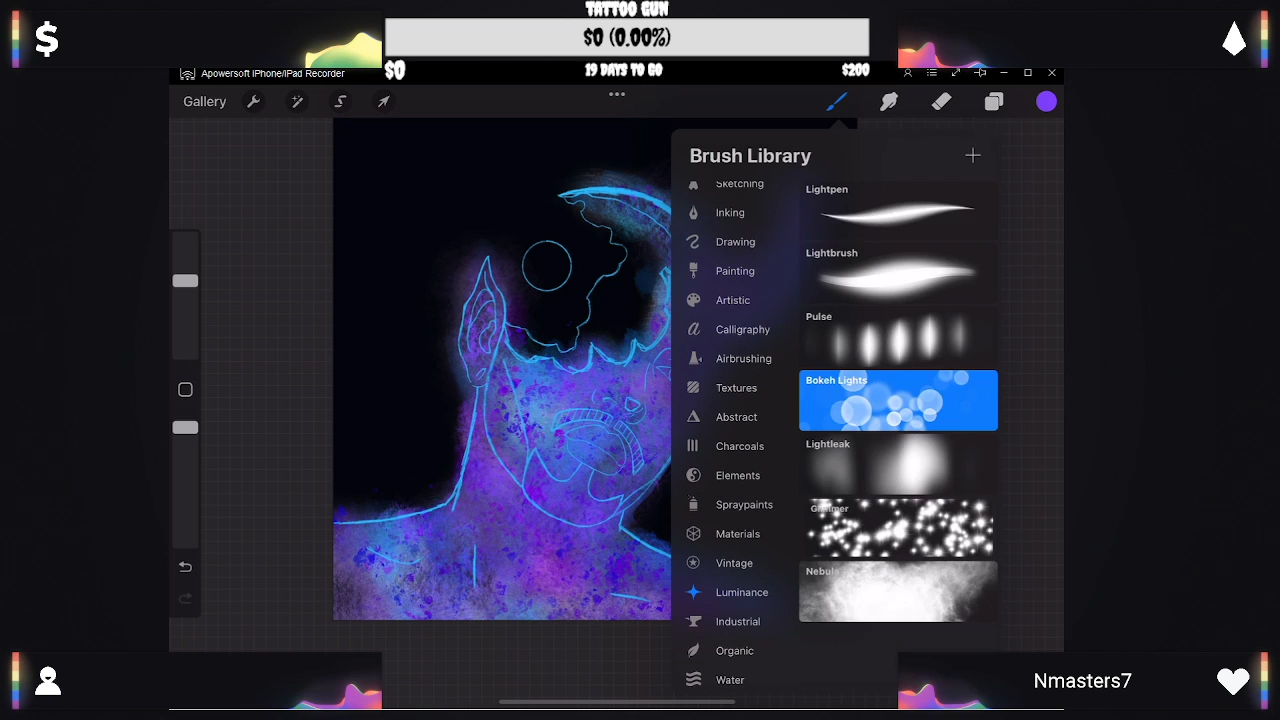 TATTOO GUN
$0 (0.00%)
$0
19 DAYS TO GO
$200
$
Apowersoft iPhone/iPad Recorder
Gallery
Brush Library
Sketching
Inking
Drawing
Painting
Artistic
Calligraphy
Airbrushing
Textures
Abstract
Charcoals
Elements
Spraypaints
Materials
Vintage
Luminance
Industrial
Organic
Water
Lightpen
Lightbrush
Pulse
Bokeh Lights
Lightleak
Glimmer
Nebula
Nmasters7